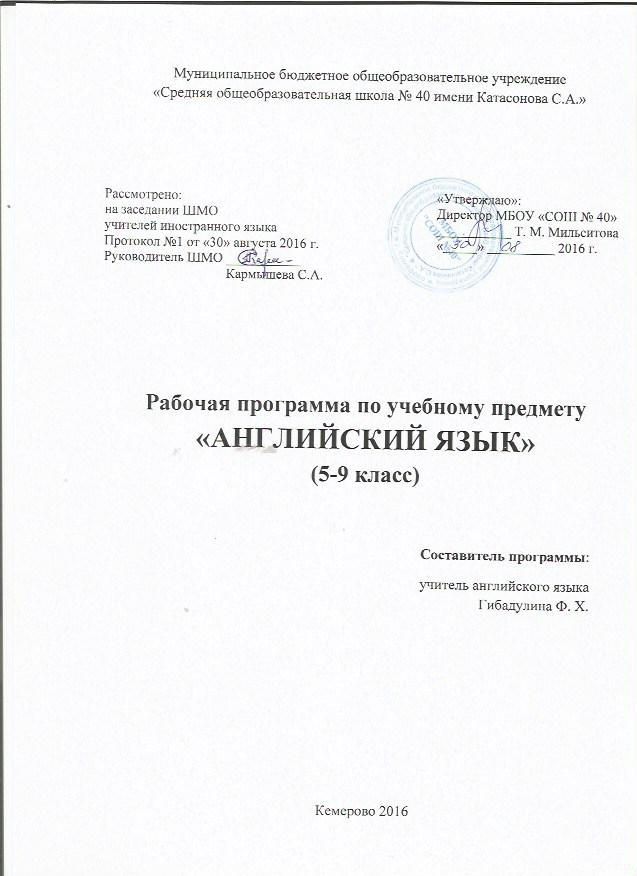 Муниципальное бюджетное общеобразовательное учреждение
«Средняя общеобразовательная школа № 40 имени Катасонова С.А.»
Рассмотрено:
на заседании ШМО
учителей иностранного языка
Протокол №1 от «30» августа 2016 г.
Руководитель ШМО
Кармышева С.А.
«Утверждаю»:
Директор МБОУ «СОШ № 40»
Т. М. Мильситова
«30» 08 2016 г.
Рабочая программа по учебному предмету
«АНГЛИЙСКИЙ ЯЗЫК»
(5-9 класс)
Составитель программы:
учитель английского языка
Гибадулина Ф. Х.
Кемерово 2016